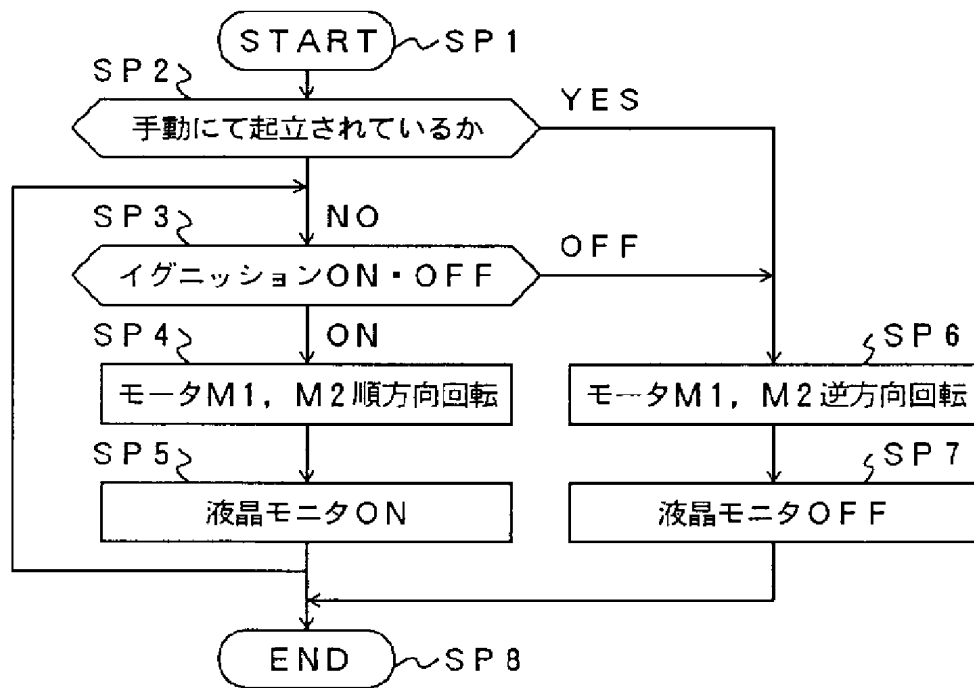 START
SP1
SP2
手動にて起立されているか
YES
NO
SP3
イグニッションON・OFF
OFF
ON
SP4
モータM1，M2順方向回転
SP6
モータM1，M2逆方向回転
SP5
液晶モニタON
SP7
液晶モニタOFF
END
SP8